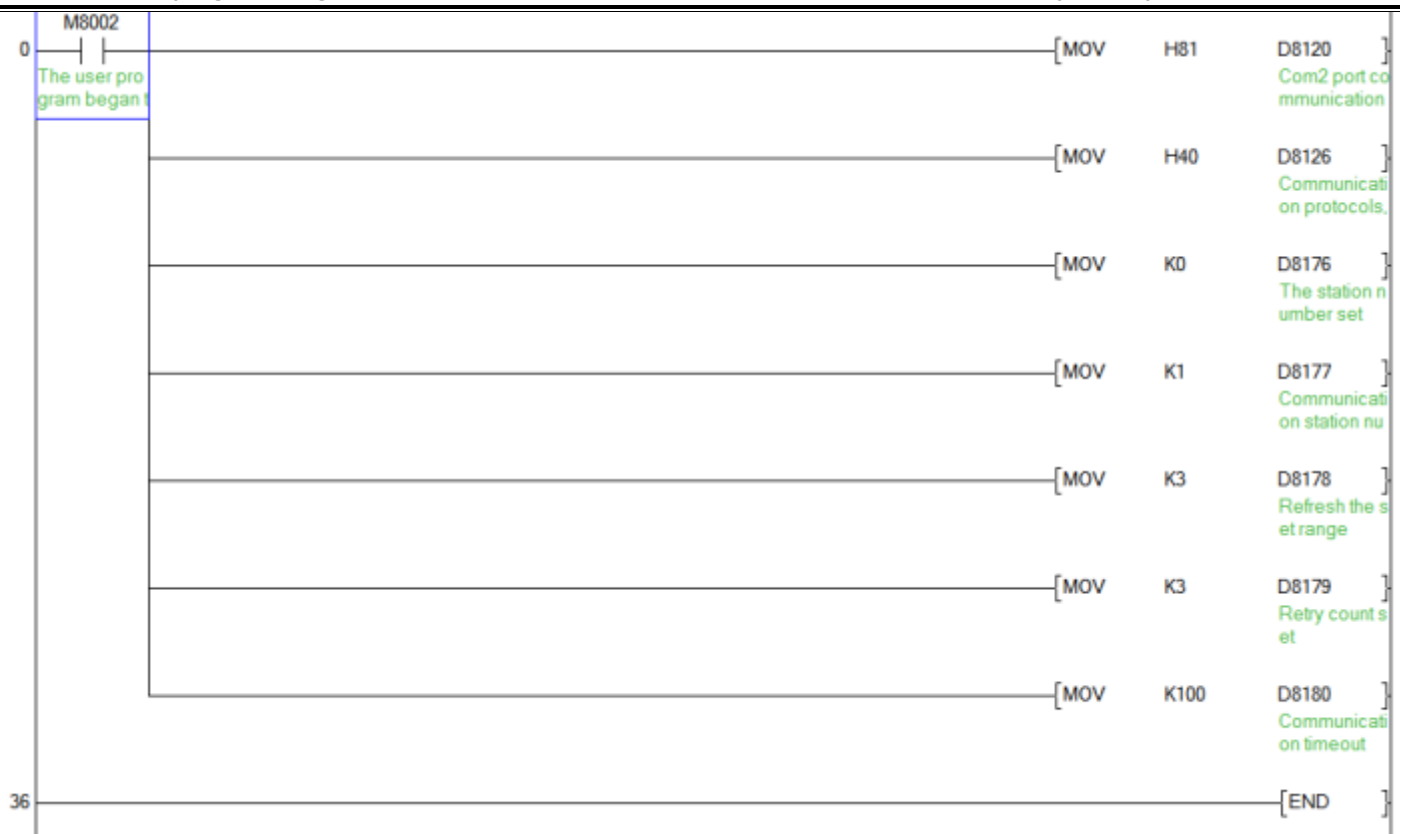 M8002
0 [MOV H81 D8120 ]
The user pro
gram began t
Com2 port co
mmunication
[MOV H40 D8126 ]
Communicati
on protocols,
[MOV K0 D8176 ]
The station n
umber set
[MOV K1 D8177 ]
Communicati
on station nu
[MOV K3 D8178 ]
Refresh the s
et range
[MOV K3 D8179 ]
Retry count s
et
[MOV K100 D8180 ]
Communicati
on timeout
36 [END ]